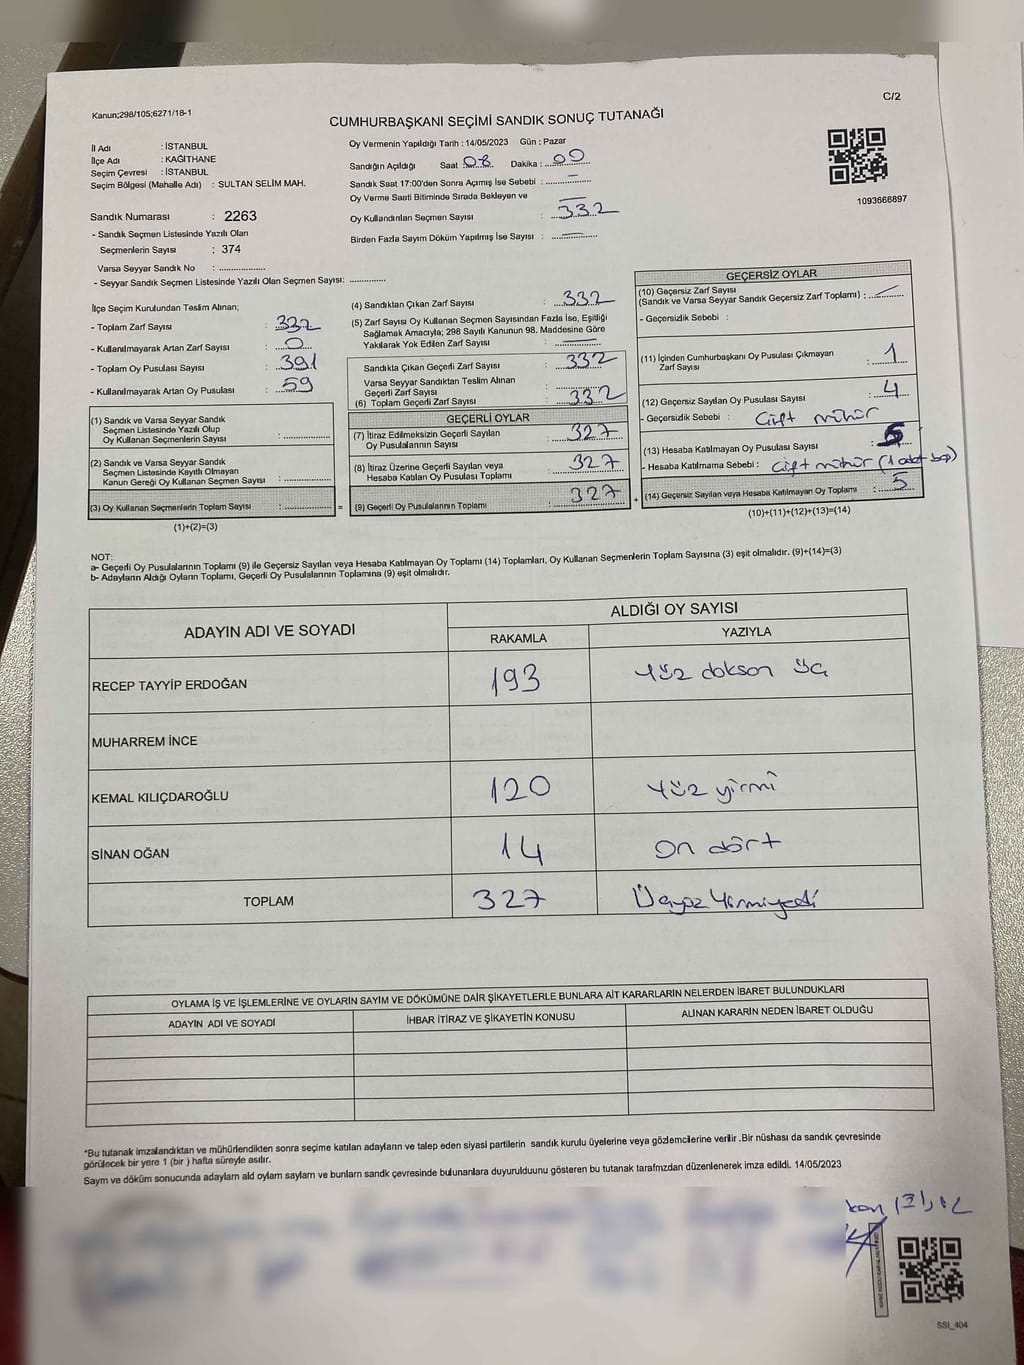 C/2
Kanun;298/105;6271/18-1
CUMHURBAŞKANI SEÇİMİ SANDIK SONUÇ TUTANAĞI
İl Adı : İSTANBUL
İlçe Adı : KAĞITHANE
Seçim Çevresi : İSTANBUL
Seçim Bölgesi (Mahalle Adı) : SULTAN SELİM MAH.
Sandık Numarası : 2263
- Sandık Seçmen Listesinde Yazılı Olan
Seçmenlerin Sayısı : 374
Varsa Seyyar Sandık No : ..................
- Seyyar Sandık Seçmen Listesinde Yazılı Olan Seçmen Sayısı: ............
Oy Vermenin Yapıldığı Tarih : 14/05/2023 Gün : Pazar
Sandığın Açıldığı Saat 08 Dakika : 00
Sandık Saat 17:00'den Sonra Açımış İse Sebebi : —
Oy Verme Saati Bitiminde Sırada Bekleyen ve
Oy Kullandırılan Seçmen Sayısı : 332
Birden Fazla Sayım Döküm Yapılmış İse Sayısı : —
1093666897
İlçe Seçim Kurulundan Teslim Alınan;
- Toplam Zarf Sayısı : 332
- Kullanılmayarak Artan Zarf Sayısı : 0
- Toplam Oy Pusulası Sayısı : 391
- Kullanılmayarak Artan Oy Pusulası : 59
(1) Sandık ve Varsa Seyyar Sandık
Seçmen Listesinde Yazılı Olup
Oy Kullanan Seçmenlerin Sayısı : ............
(2) Sandık ve Varsa Seyyar Sandık
Seçmen Listesinde Kayıtlı Olmayan
Kanun Gereği Oy Kullanan Seçmen Sayısı : ............
(3) Oy Kullanan Seçmenlerin Toplam Sayısı : ............ =
(1)+(2)=(3)
(4) Sandıktan Çıkan Zarf Sayısı : 332
(5) Zarf Sayısı Oy Kullanan Seçmen Sayısından Fazla İse, Eşitliği
Sağlamak Amacıyla; 298 Sayılı Kanunun 98. Maddesine Göre
Yakılarak Yok Edilen Zarf Sayısı : —
Sandıkta Çıkan Geçerli Zarf Sayısı : 332
Varsa Seyyar Sandıktan Teslim Alınan
Geçerli Zarf Sayısı : ............
(6) Toplam Geçerli Zarf Sayısı : 332
GEÇERLİ OYLAR
(7) İtiraz Edilmeksizin Geçerli Sayılan
Oy Pusulalarının Sayısı : 327
(8) İtiraz Üzerine Geçerli Sayılan veya
Hesaba Katılan Oy Pusulası Toplamı : 327
(9) Geçerli Oy Pusulalarının Toplamı : 327 +
GEÇERSİZ OYLAR
(10) Geçersiz Zarf Sayısı
(Sandık ve Varsa Seyyar Sandık Geçersiz Zarf Toplamı) : —
- Geçersizlik Sebebi :
(11) İçinden Cumhurbaşkanı Oy Pusulası Çıkmayan
Zarf Sayısı : 1
(12) Geçersiz Sayılan Oy Pusulası Sayısı : 4
- Geçersizlik Sebebi : Çift mühür
(13) Hesaba Katılmayan Oy Pusulası Sayısı :
- Hesaba Katılmama Sebebi : Çift mühür (1 adet boş)
(14) Geçersiz Sayılan veya Hesaba Katılmayan Oy Toplamı : 5
(10)+(11)+(12)+(13)=(14)
NOT:
a- Geçerli Oy Pusulalarının Toplamı (9) ile Geçersiz Sayılan veya Hesaba Katılmayan Oy Toplamı (14) Toplamları, Oy Kullanan Seçmenlerin Toplam Sayısına (3) eşit olmalıdır. (9)+(14)=(3)
b- Adayların Aldığı Oyların Toplamı, Geçerli Oy Pusulalarının Toplamına (9) eşit olmalıdır.
ADAYIN ADI VE SOYADI
ALDIĞI OY SAYISI
RAKAMLA YAZIYLA
RECEP TAYYİP ERDOĞAN 193 Yüz doksan üç
MUHARREM İNCE
KEMAL KILIÇDAROĞLU 120 Yüz yirmi
SİNAN OĞAN 14 On dört
TOPLAM 327 Üçyüz Yirmiyedi
OYLAMA İŞ VE İŞLEMLERİNE VE OYLARIN SAYIM VE DÖKÜMÜNE DAİR ŞİKAYETLERLE BUNLARA AİT KARARLARIN NELERDEN İBARET BULUNDUKLARI
ADAYIN ADI VE SOYADI İHBAR İTİRAZ VE ŞİKAYETİN KONUSU ALINAN KARARIN NEDEN İBARET OLDUĞU
*Bu tutanak imzalandıktan ve mühürlendikten sonra seçime katılan adayların ve talep eden siyasi partilerin sandık kurulu üyelerine veya gözlemcilerine verilir .Bir nüshası da sandık çevresinde
görülecek bir yere 1 (bir ) hafta süreyle asılır.
Saym ve döküm sonucunda adaylarn ald oylarn saylarn ve bunlarn sandk çevresinde bulunanlara duyurulduunu gösteren bu tutanak tarafmzdan düzenlenerek imza edildi. 14/05/2023
SSI_404